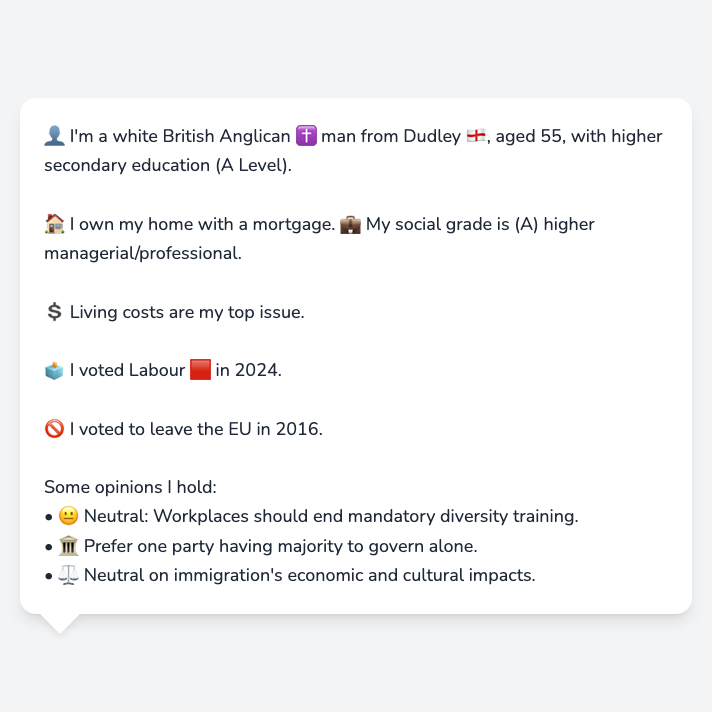 👤 I'm a white British Anglican ✝️ man from Dudley 🏴󠁧󠁢󠁥󠁮󠁧󠁿, aged 55, with higher
secondary education (A Level).
🏠 I own my home with a mortgage. 💼 My social grade is (A) higher
managerial/professional.
💲 Living costs are my top issue.
🗳️ I voted Labour 🟥 in 2024.
🚫 I voted to leave the EU in 2016.
Some opinions I hold:
• 😐 Neutral: Workplaces should end mandatory diversity training.
• 🏛️ Prefer one party having majority to govern alone.
• ⚖️ Neutral on immigration's economic and cultural impacts.